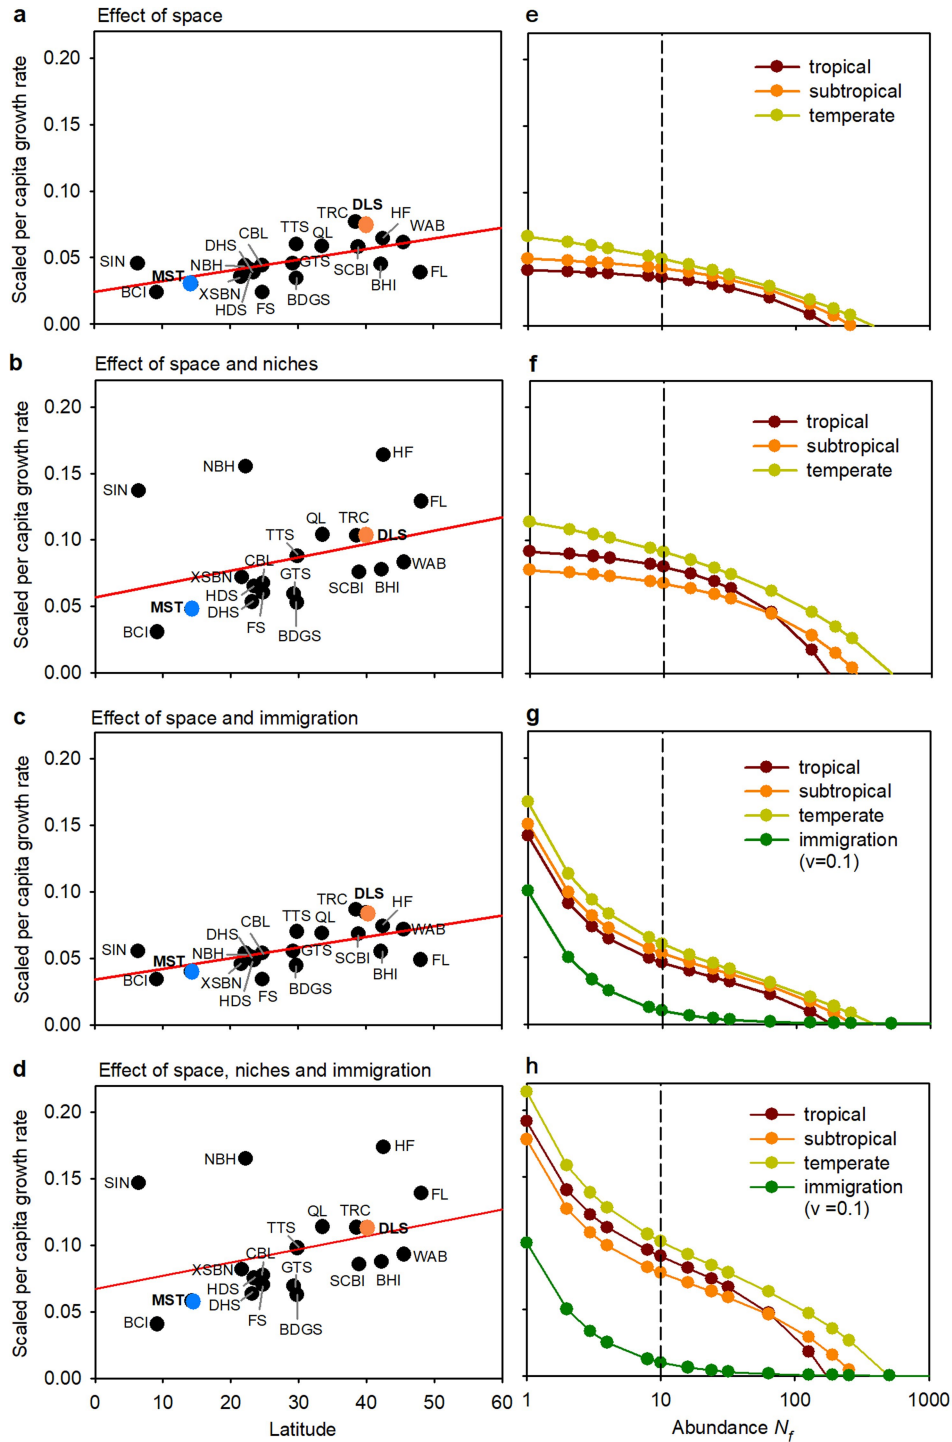 a Effect of space
Scaled per capita growth rate
0.20
0.15
0.10
0.05
0.00
SIN
BCI
MST
DHS
CBL
NBH
XSBN
HDS
FS
TTS
QL
GTS
BDGS
TRC
DLS
HF
WAB
SCBI
BHI
FL
e
tropical
subtropical
temperate
b Effect of space and niches
Scaled per capita growth rate
0.20
0.15
0.10
0.05
0.00
SIN
NBH
HF
FL
QL
TRC
DLS
TTS
CBL
GTS
XSBN
HDS
DHS
MST
BCI
FS
BDGS
SCBI
BHI
WAB
f
tropical
subtropical
temperate
c Effect of space and immigration
Scaled per capita growth rate
0.20
0.15
0.10
0.05
0.00
SIN
BCI
MST
DHS
CBL
NBH
XSBN
HDS
FS
TTS
QL
GTS
BDGS
TRC
DLS
HF
WAB
SCBI
BHI
FL
g
tropical
subtropical
temperate
immigration
(v=0.1)
d Effect of space, niches and immigration
Scaled per capita growth rate
0.20
0.15
0.10
0.05
0.00
SIN
NBH
HF
FL
QL
TRC
DLS
TTS
CBL
GTS
XSBN
HDS
DHS
MST
BCI
FS
BDGS
SCBI
BHI
WAB
0 10 20 30 40 50 60
Latitude
h
tropical
subtropical
temperate
immigration
(v =0.1)
1 10 100 1000
Abundance Nf